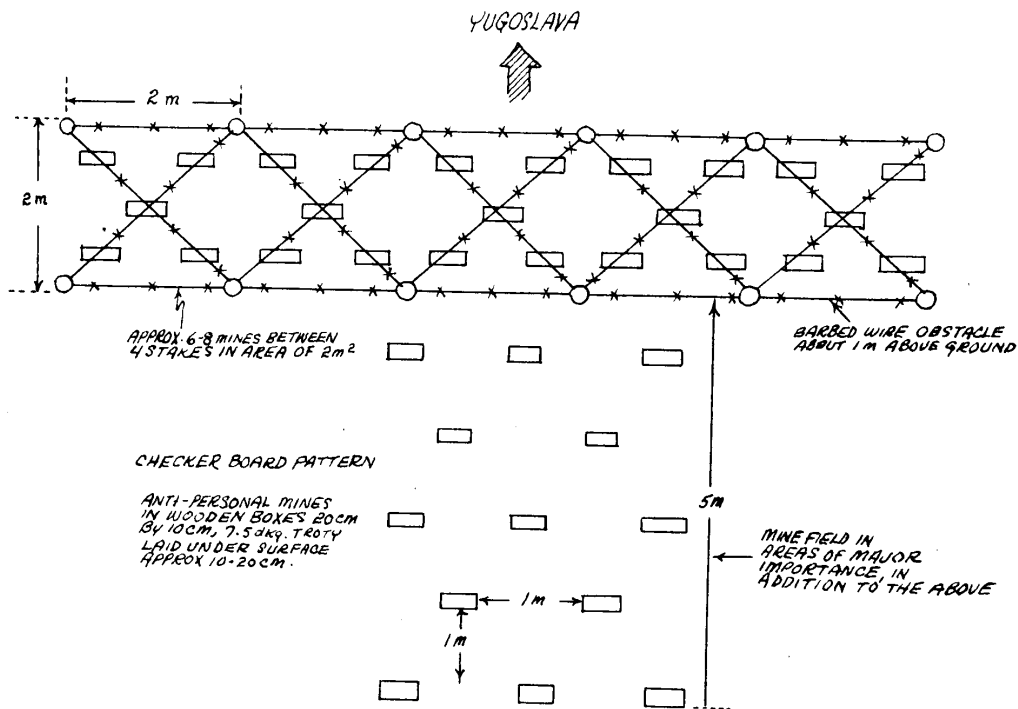 YUGOSLAVA
2 m
2m
APPROX. 6-8 MINES BETWEEN
4 STAKES IN AREA OF 2m²
BARBED WIRE OBSTACLE
ABOUT 1m ABOVE GROUND
CHECKER BOARD PATTERN
ANTI-PERSONAL MINES
IN WOODEN BOXES 20cm
By 10cm, 7.5 dkg. TROTY
LAID UNDER SURFACE
APPROX 10-20cm.
5m
MINE FIELD IN
AREAS OF MAJOR
IMPORTANCE, IN
ADDITION TO THE ABOVE
1m
1m